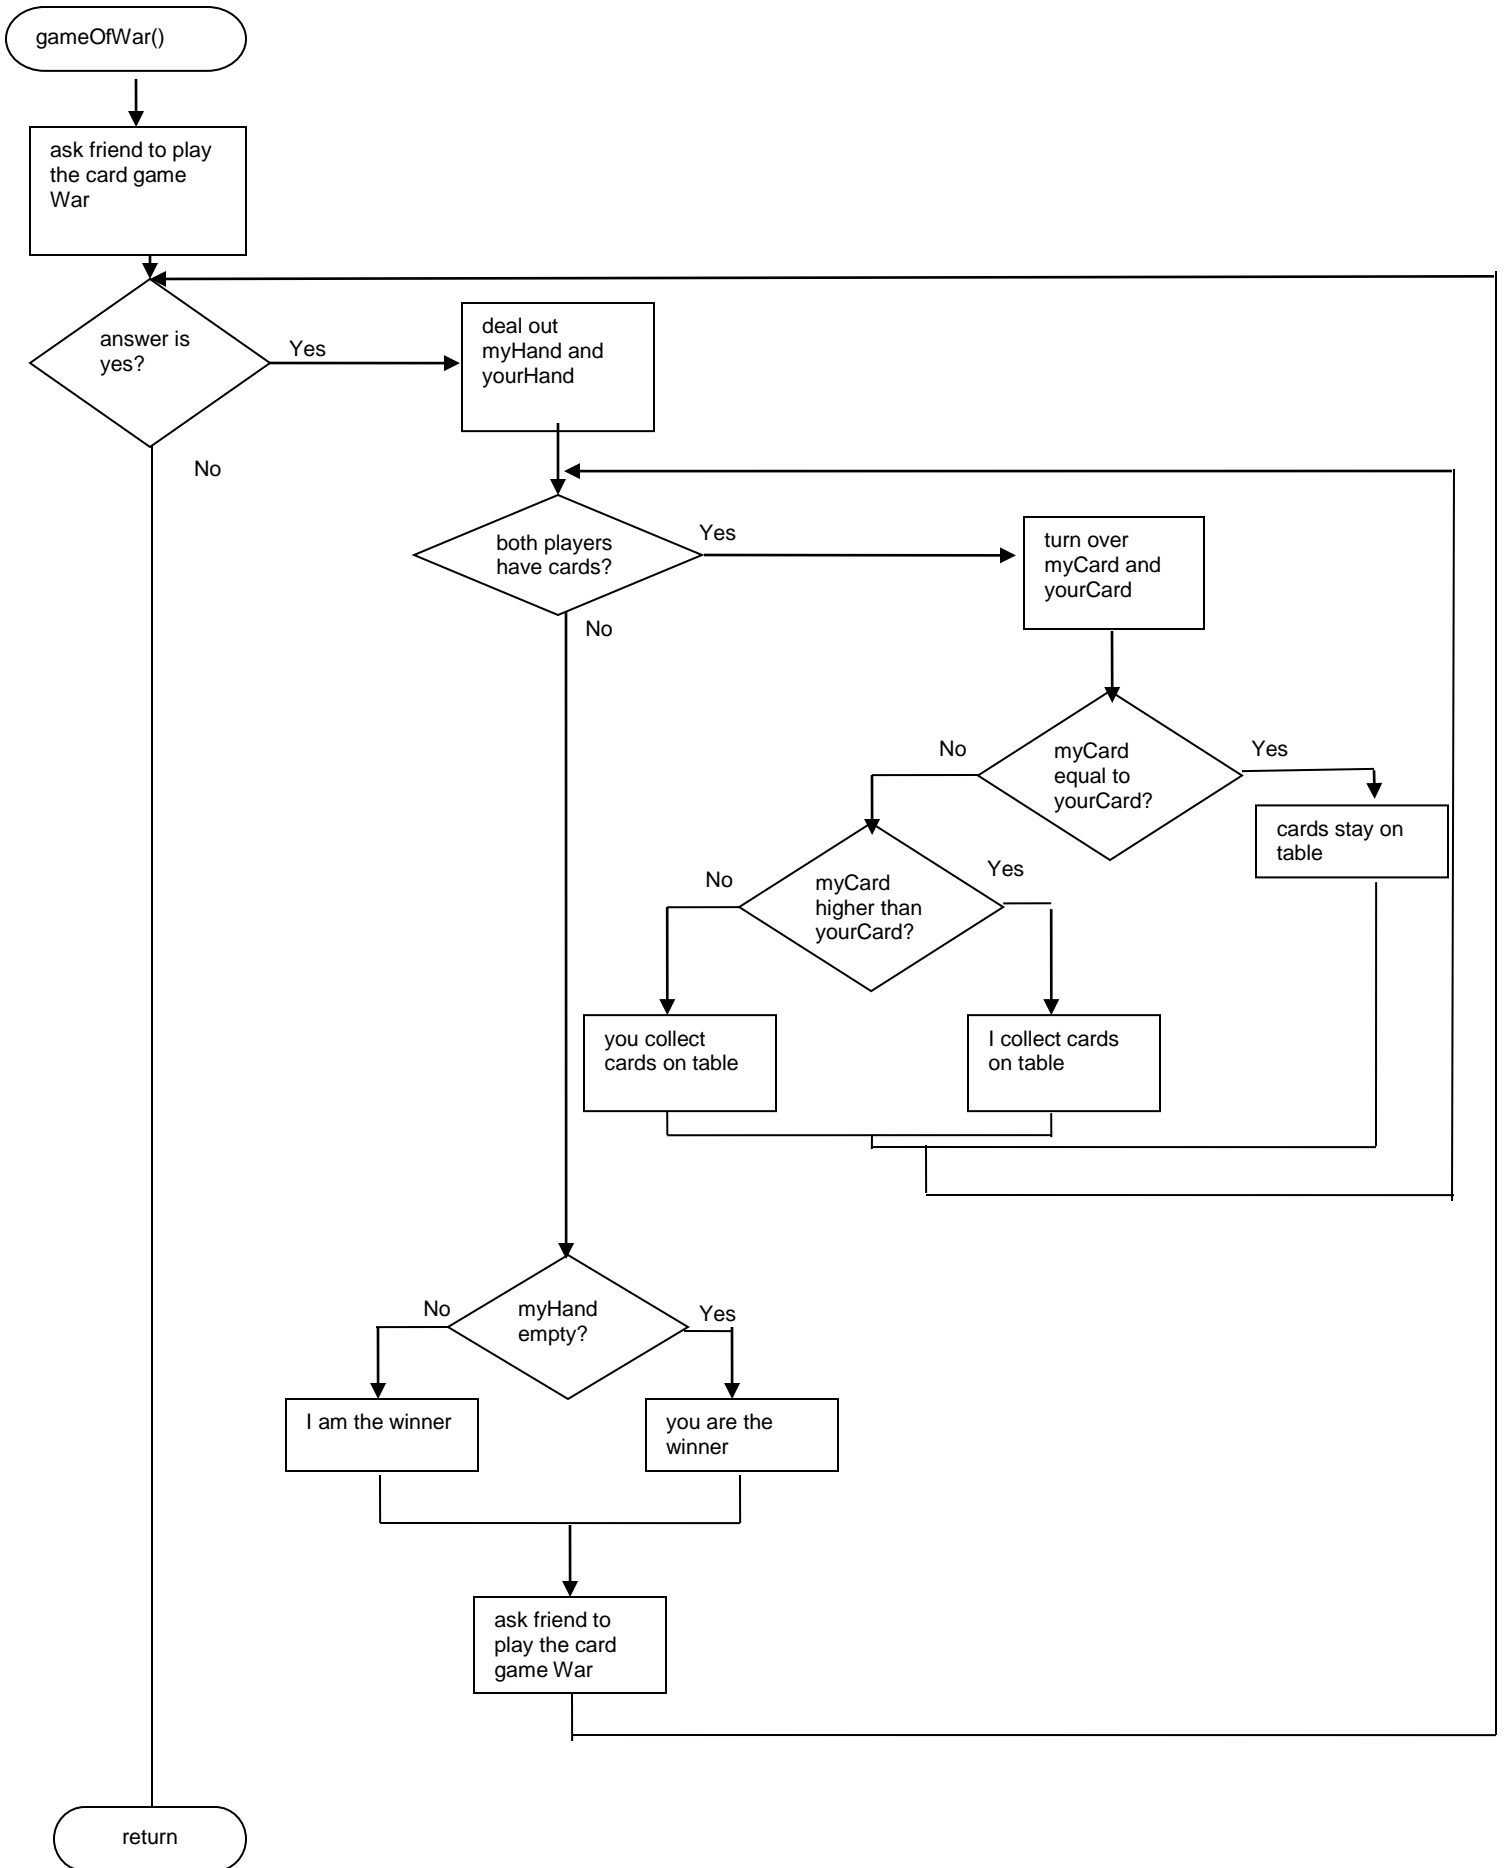 gameOfWar()
ask friend to play
the card game
War
answer is
yes?
Yes
No
deal out
myHand and
yourHand
both players
have cards?
Yes
No
turn over
myCard and
yourCard
myCard
equal to
yourCard?
No
Yes
cards stay on
table
myCard
higher than
yourCard?
No
Yes
you collect
cards on table
I collect cards
on table
myHand
empty?
No
Yes
I am the winner
you are the
winner
ask friend to
play the card
game War
return